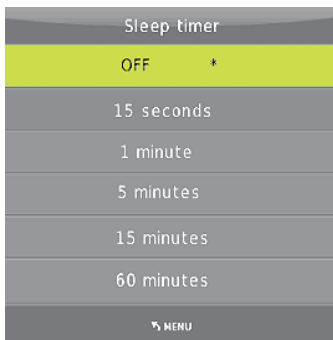 Sleep timer
OFF *
15 seconds
1 minute
5 minutes
15 minutes
60 minutes
MENU